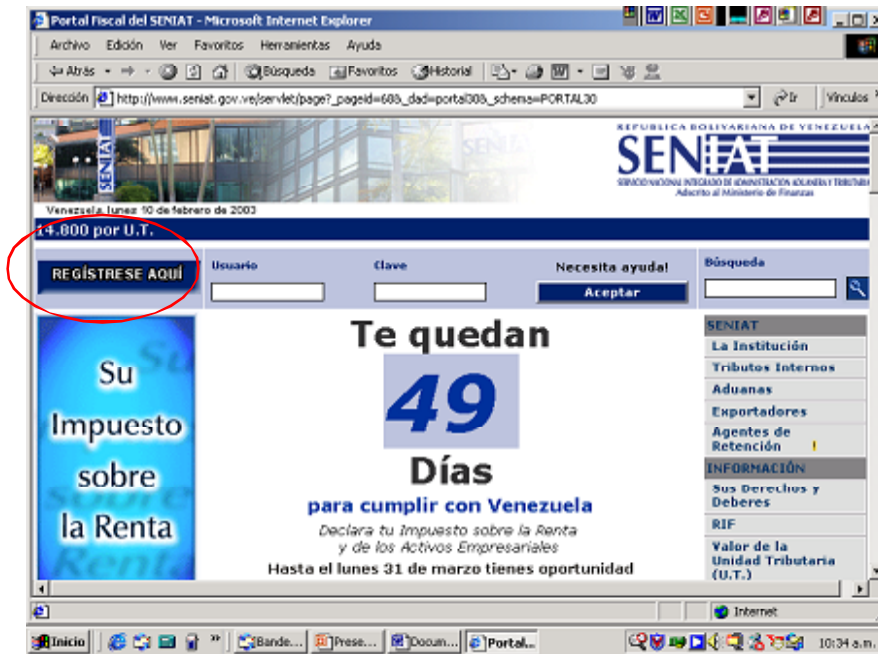 Portal Fiscal del SENIAT - Microsoft Internet Explorer
Archivo Edición Ver Favoritos Herramientas Ayuda
Atrás Búsqueda Favoritos Historial
Dirección http://www.seniat.gov.ve/servlet/page?_pageid=60&_dad=portal30&_schema=PORTAL30 Ir Vínculos
REPUBLICA BOLIVARIANA DE VENEZUELA
SENIAT
SENIAT
SERVICIO NACIONAL INTEGRADO DE ADMINISTRACION ADUANERA Y TRIBUTARIA
Adscrito al Ministerio de Finanzas
Venezuela, lunes 10 de febrero de 2003
14.800 por U.T.
REGÍSTRESE AQUÍ
Usuario Clave Necesita ayuda! Búsqueda
Aceptar
Su
Impuesto
sobre
la Renta
Te quedan
49
Días
para cumplir con Venezuela
Declara tu Impuesto sobre la Renta
y de los Activos Empresariales
Hasta el lunes 31 de marzo tienes oportunidad
SENIAT
La Institución
Tributos Internos
Aduanas
Exportadores
Agentes de
Retención !
INFORMACIÓN
Sus Derechos y
Deberes
RIF
Valor de la
Unidad Tributaria
(U.T.)
Internet
Inicio Bande... Prese... Docum... Portal... 10:34 a.m.